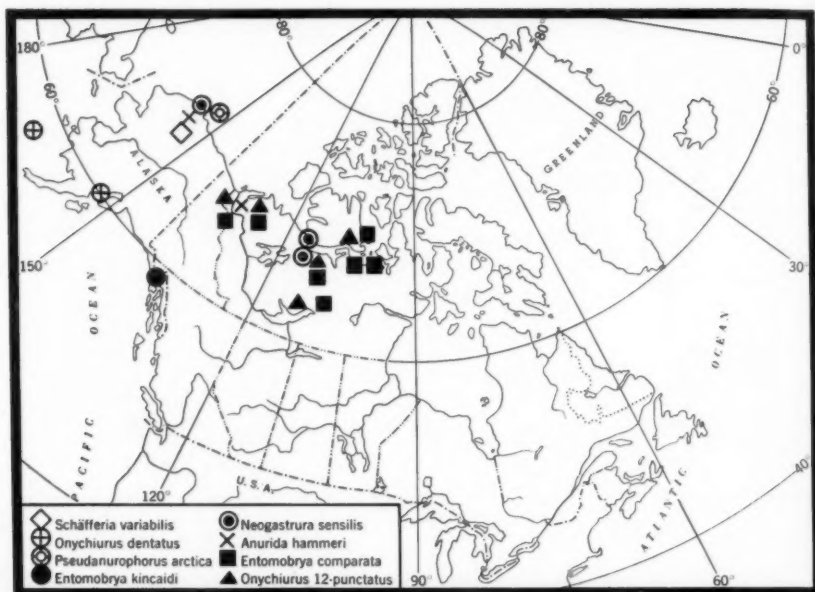 180°
80°
80°
0°
60°
60°
ALASKA
GREENLAND
150°
30°
OCEAN
OCEAN
PACIFIC
ATLANTIC
40°
U.S.A.
120°
90°
60°
Schäfferia variabilis
Onychiurus dentatus
Pseudanurophorus arctica
Entomobrya kincaidi
Neogastrura sensilis
Anurida hammeri
Entomobrya comparata
Onychiurus 12-punctatus